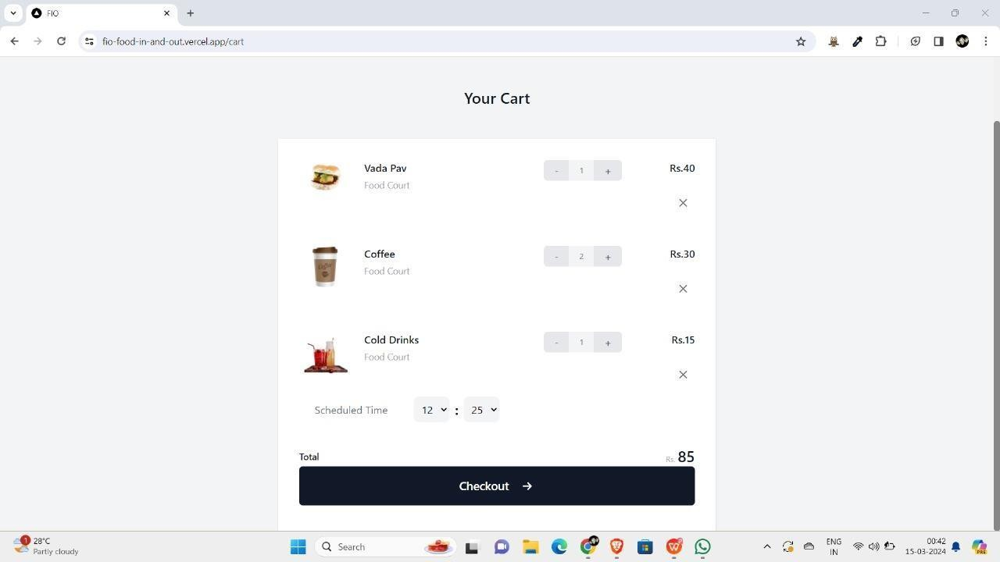 FIO
fio-food-in-and-out.vercel.app/cart
Your Cart
Vada Pav
- 1 +
Rs.40
Food Court
Coffee
- 2 +
Rs.30
Food Court
Cold Drinks
- 1 +
Rs.15
Food Court
Scheduled Time 12 : 25
Total Rs. 85
Checkout →
1
28°C
Partly cloudy
Search
ENG
IN
00:42
15-03-2024